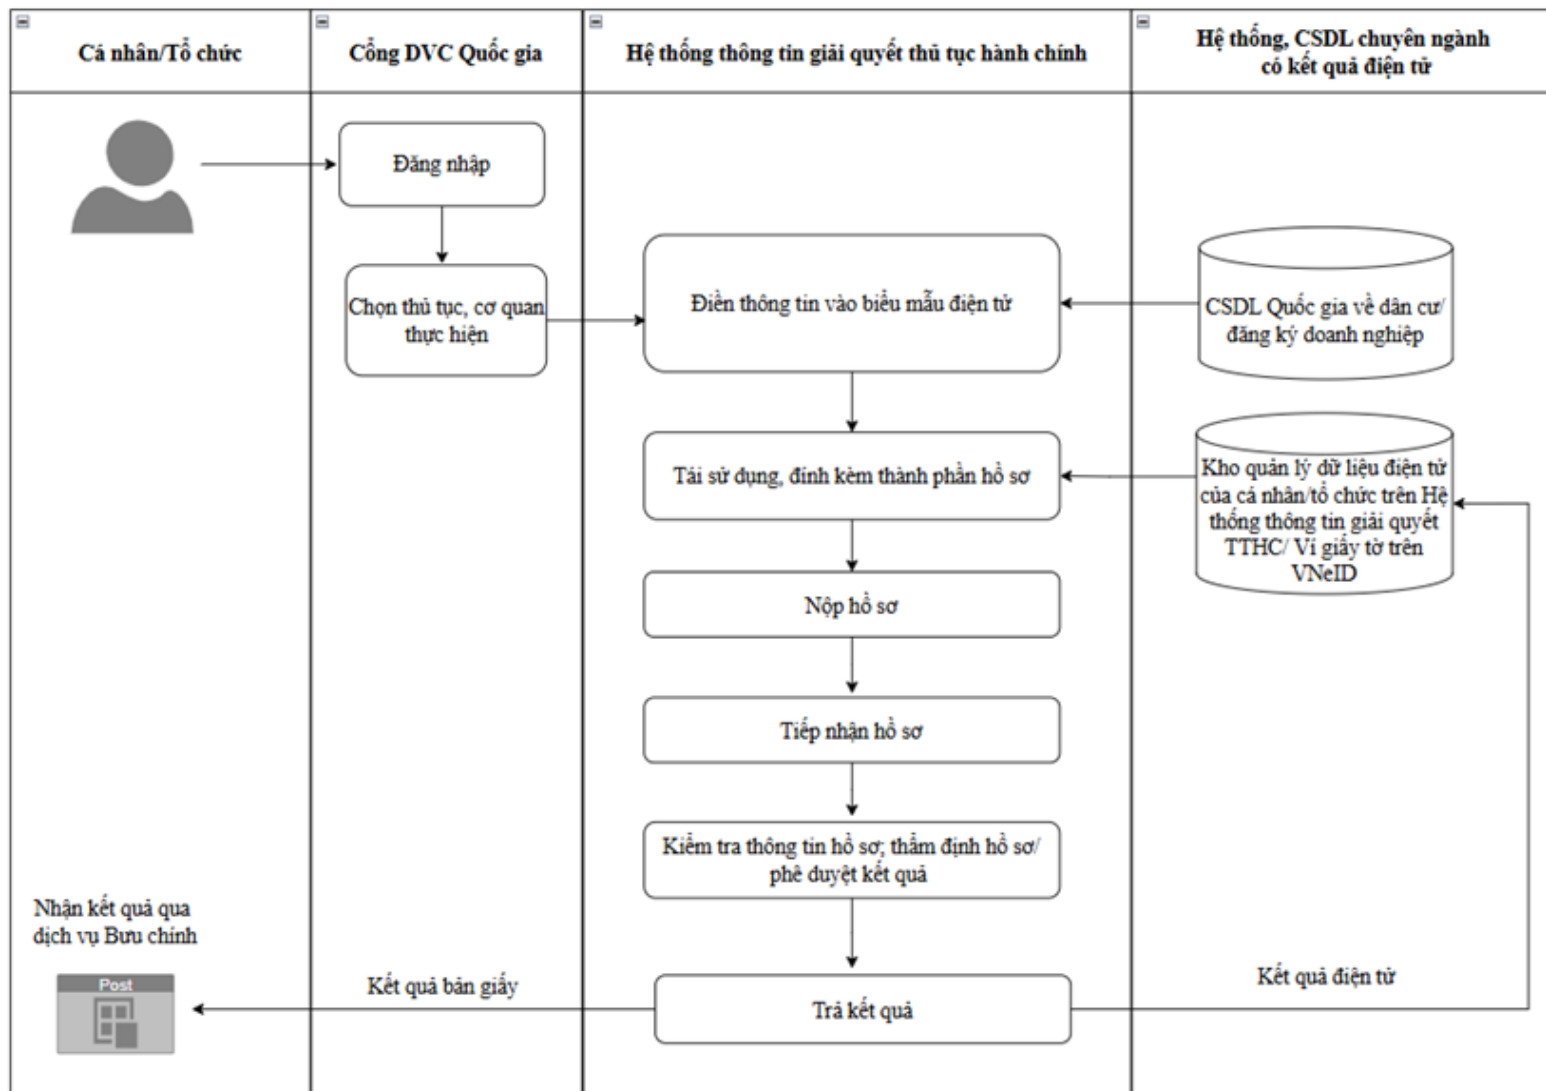 Cá nhân/Tổ chức
Cổng DVC Quốc gia
Hệ thống thông tin giải quyết thủ tục hành chính
Hệ thống, CSDL chuyên ngành
có kết quả điện tử
Đăng nhập
Chọn thủ tục, cơ quan
thực hiện
Điền thông tin vào biểu mẫu điện tử
CSDL Quốc gia về dân cư/
đăng ký doanh nghiệp
Tái sử dụng, đính kèm thành phần hồ sơ
Kho quản lý dữ liệu điện tử
của cá nhân/tổ chức trên Hệ
thống thông tin giải quyết
TTHC/ Ví giấy tờ trên
VNeID
Nộp hồ sơ
Tiếp nhận hồ sơ
Kiểm tra thông tin hồ sơ; thẩm định hồ sơ/
phê duyệt kết quả
Nhận kết quả qua
dịch vụ Bưu chính
Post
Kết quả bản giấy
Trả kết quả
Kết quả điện tử